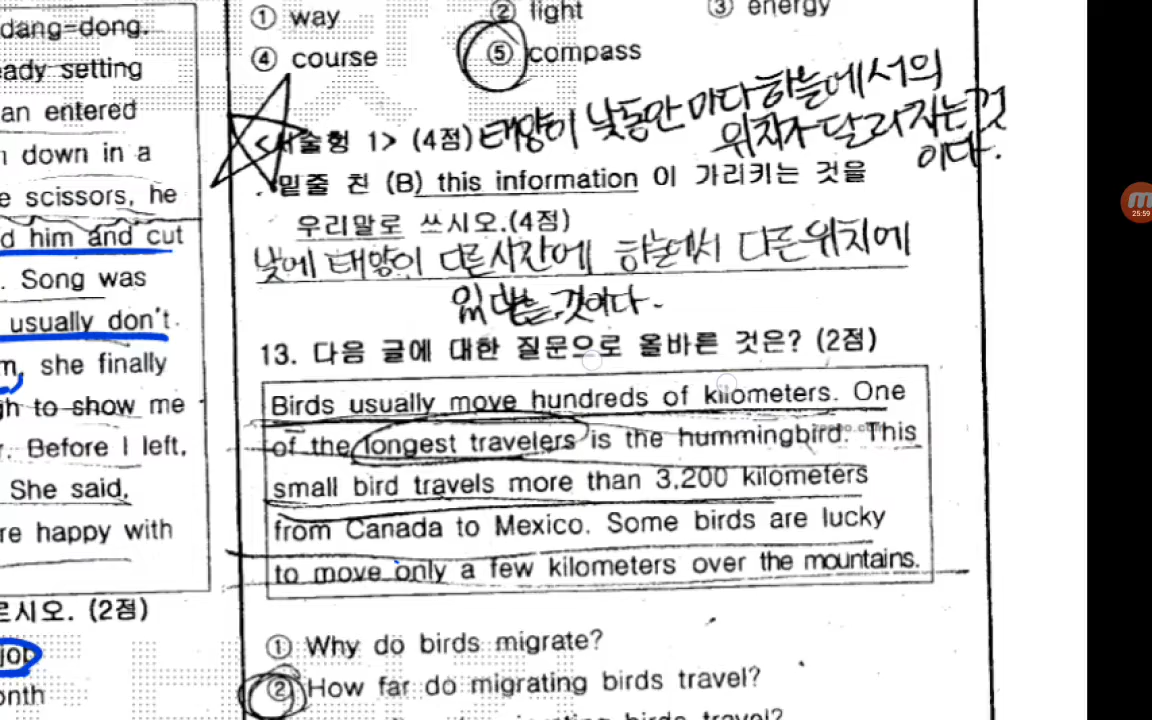 dang=dong.
eady setting
an entered
n down in a
e scissors, he
d him and cut
. Song was
usually don't
m, she finally
gh to show me
r. Before I left,
She said,
re happy with
르시오. (2점)
job
onth
① way ② light ③ energy
④ course ⑤ compass
<서술형 1> (4점) 태양이 낮동안 마다 하늘에서의
위치가 달라지는 것
이다.
밑줄 친 (B) this information 이 가리키는 것을
우리말로 쓰시오.(4점)
낮에 태양이 다른 시간에 하늘에서 다른 위치에
있다는 것이다.
13. 다음 글에 대한 질문으로 올바른 것은? (2점)
Birds usually move hundreds of kilometers. One
of the longest travelers is the hummingbird. This
small bird travels more than 3,200 kilometers
from Canada to Mexico. Some birds are lucky
to move only a few kilometers over the mountains.
① Why do birds migrate?
② How far do migrating birds travel?
birds travel?
25:59